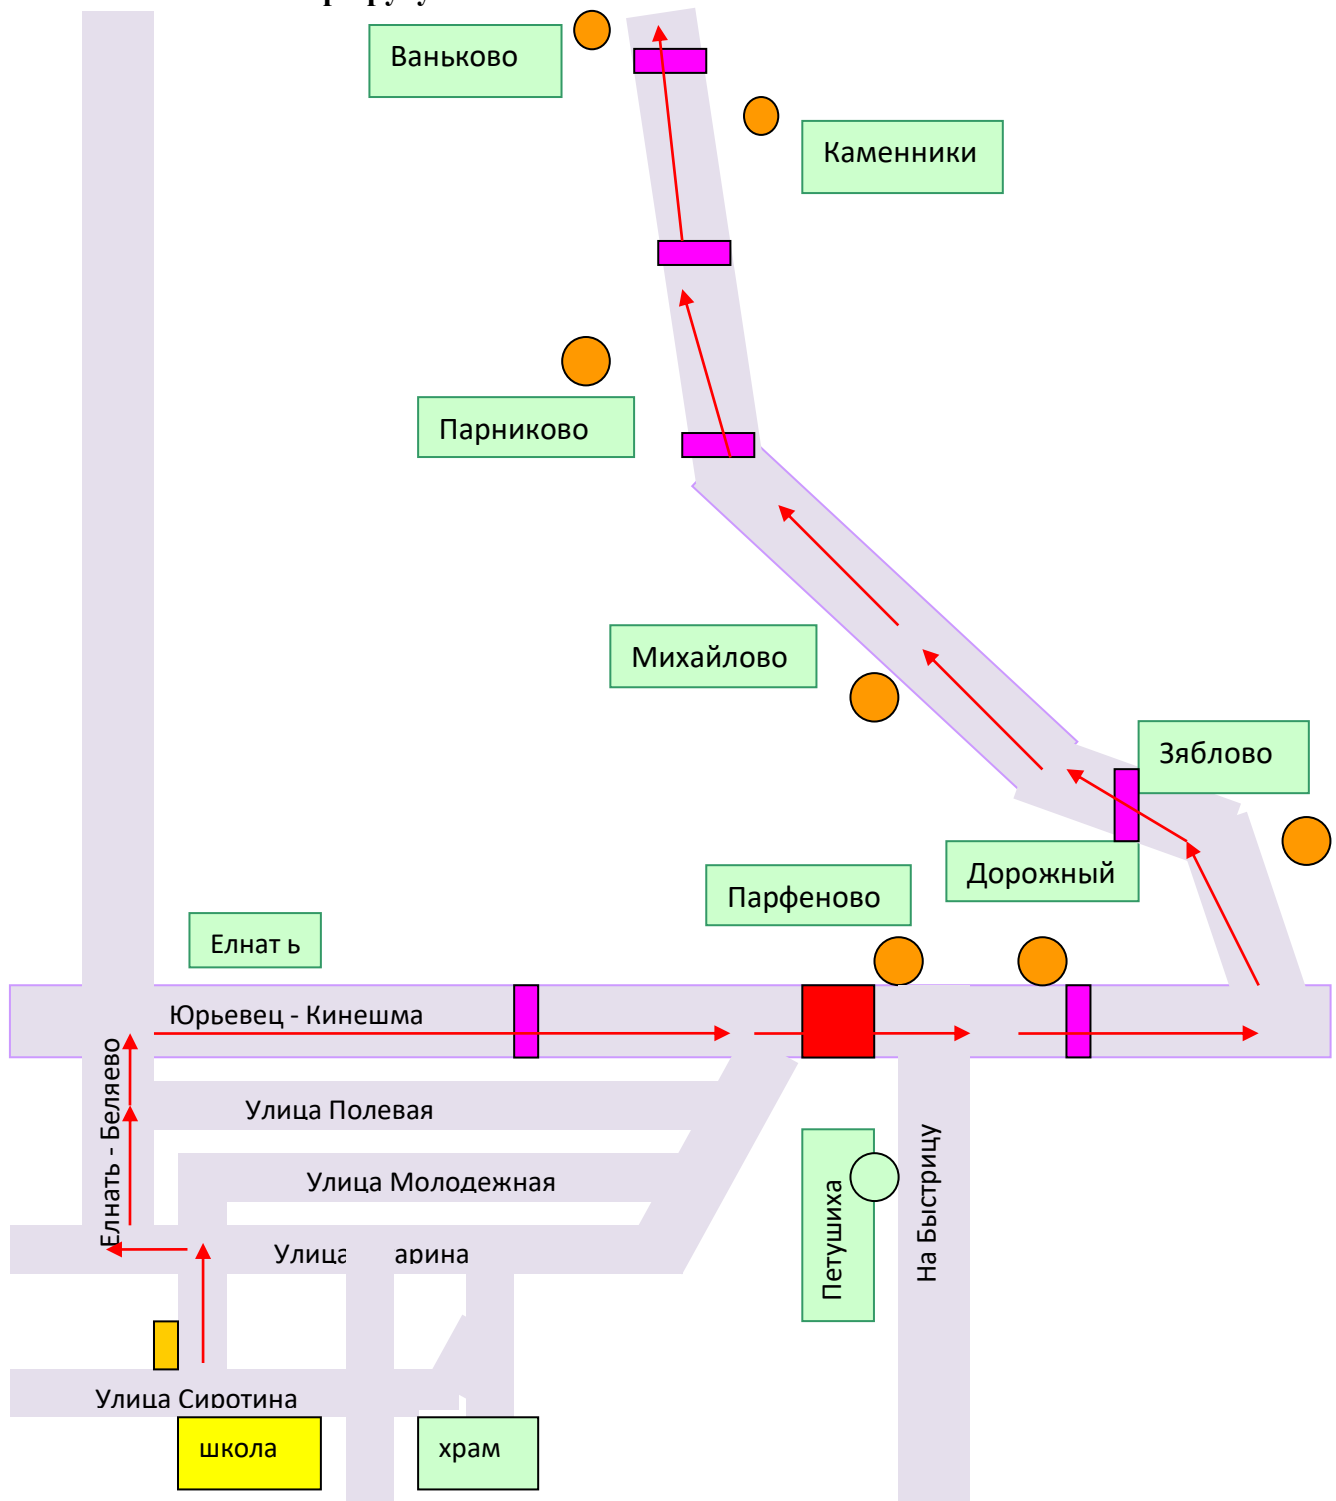 Ваньково
Каменники
Парниково
Михайлово
Зяблово
Дорожный
Парфеново
Елнат ь
Юрьевец - Кинешма
Елнать - Беляево
Улица Полевая
Улица Молодежная
Петушиха
На Быстрицу
Улица арина
Улица Сиротина
школа
храм